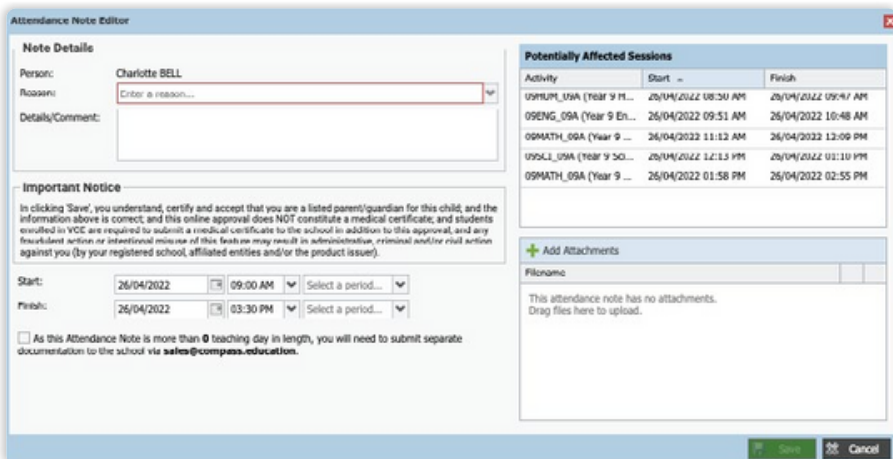 Attendance Note Editor
Note Details
Person: Charlotte BELL
Reason: Enter a reason...
Details/Comment:
Important Notice
In clicking 'Save', you understand, certify and accept that you are a listed parent/guardian for this child; and the
information above is correct; and this online approval does NOT constitute a medical certificate; and students
enrolled in VCE are required to submit a medical certificate to the school in addition to this approval, and any
fraudulent action or intentional misuse of this feature may result in administrative, criminal and/or civil action
against you (by your registered school, affiliated entities and/or the product issuer).
Start: 26/04/2022 09:00 AM Select a period...
Finish: 26/04/2022 03:30 PM Select a period...
As this Attendance Note is more than 0 teaching day in length, you will need to submit separate
documentation to the school via sales@compass.education.
Potentially Affected Sessions
Activity Start Finish
09HUM_09A (Year 9 H... 26/04/2022 08:50 AM 26/04/2022 09:47 AM
09ENG_09A (Year 9 En... 26/04/2022 09:51 AM 26/04/2022 10:48 AM
09MATH_09A (Year 9 ... 26/04/2022 11:12 AM 26/04/2022 12:09 PM
09SCI_09A (Year 9 Sci... 26/04/2022 12:13 PM 26/04/2022 01:10 PM
09MATH_09A (Year 9 ... 26/04/2022 01:58 PM 26/04/2022 02:55 PM
Add Attachments
Filename
This attendance note has no attachments.
Drag files here to upload.
Save Cancel